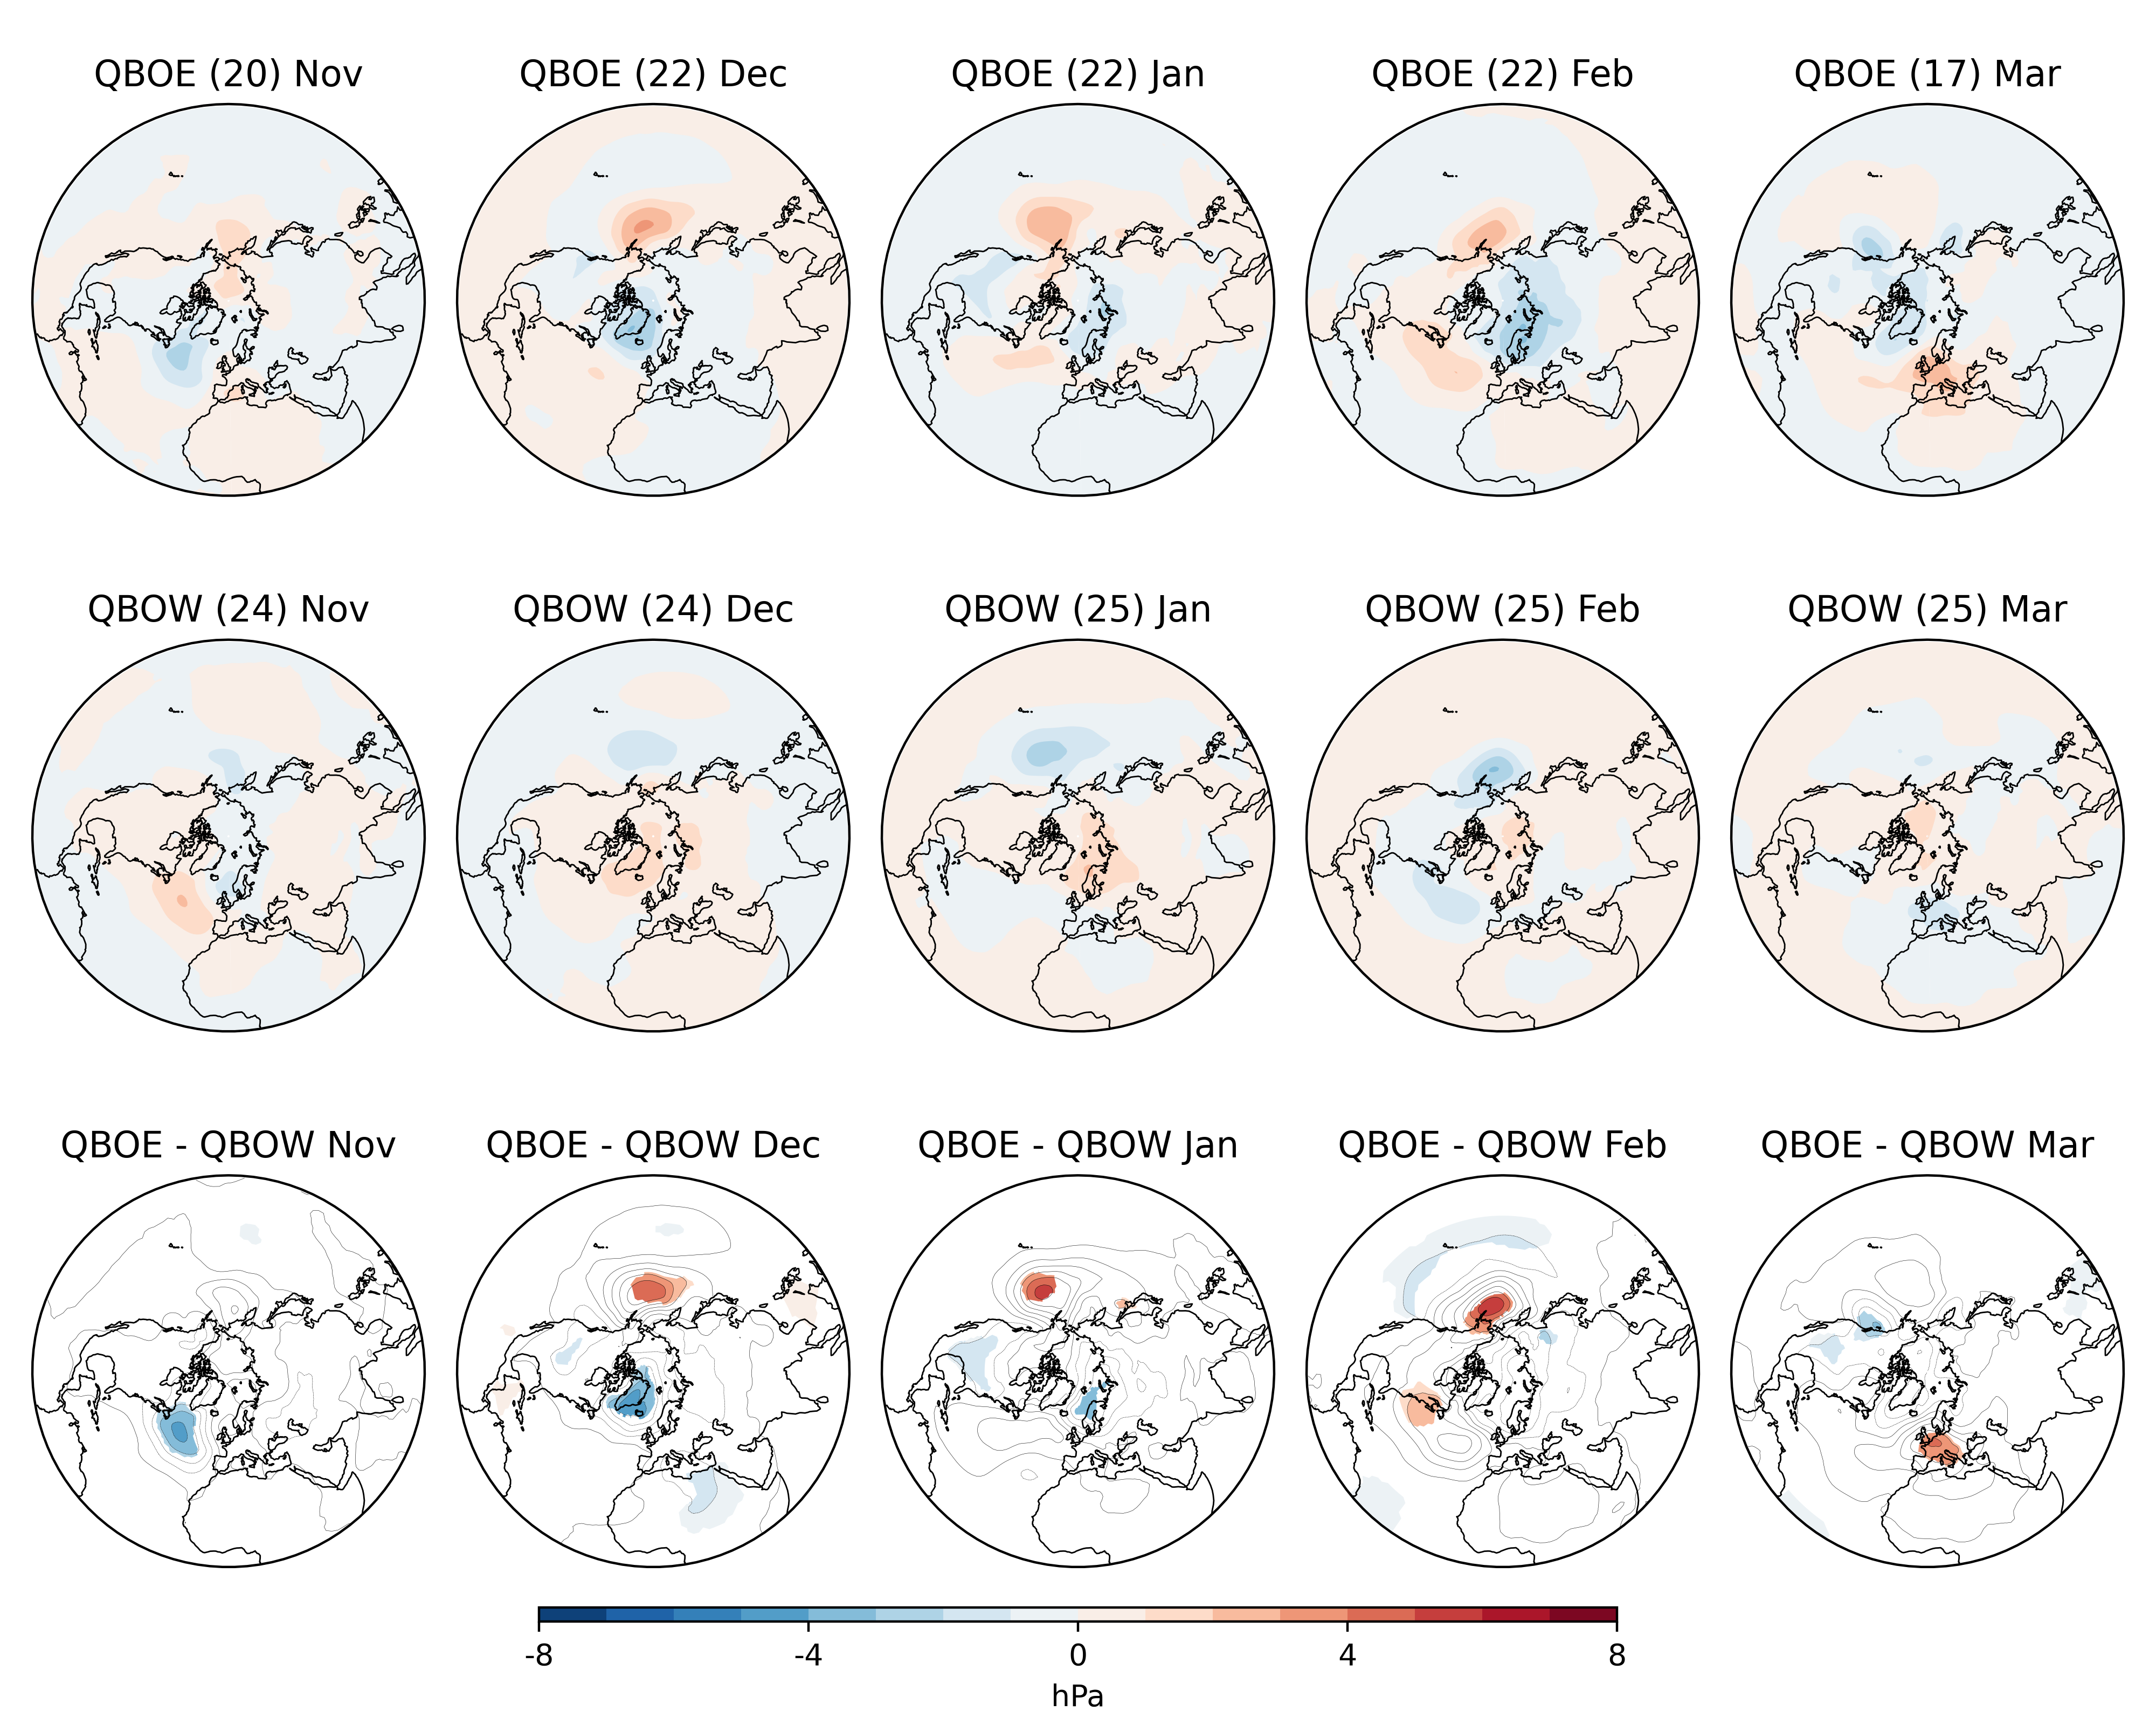 QBOE (20) Nov
QBOE (22) Dec
QBOE (22) Jan
QBOE (22) Feb
QBOE (17) Mar
QBOW (24) Nov
QBOW (24) Dec
QBOW (25) Jan
QBOW (25) Feb
QBOW (25) Mar
QBOE - QBOW Nov
QBOE - QBOW Dec
QBOE - QBOW Jan
QBOE - QBOW Feb
QBOE - QBOW Mar
-8
-4
0
4
8
hPa